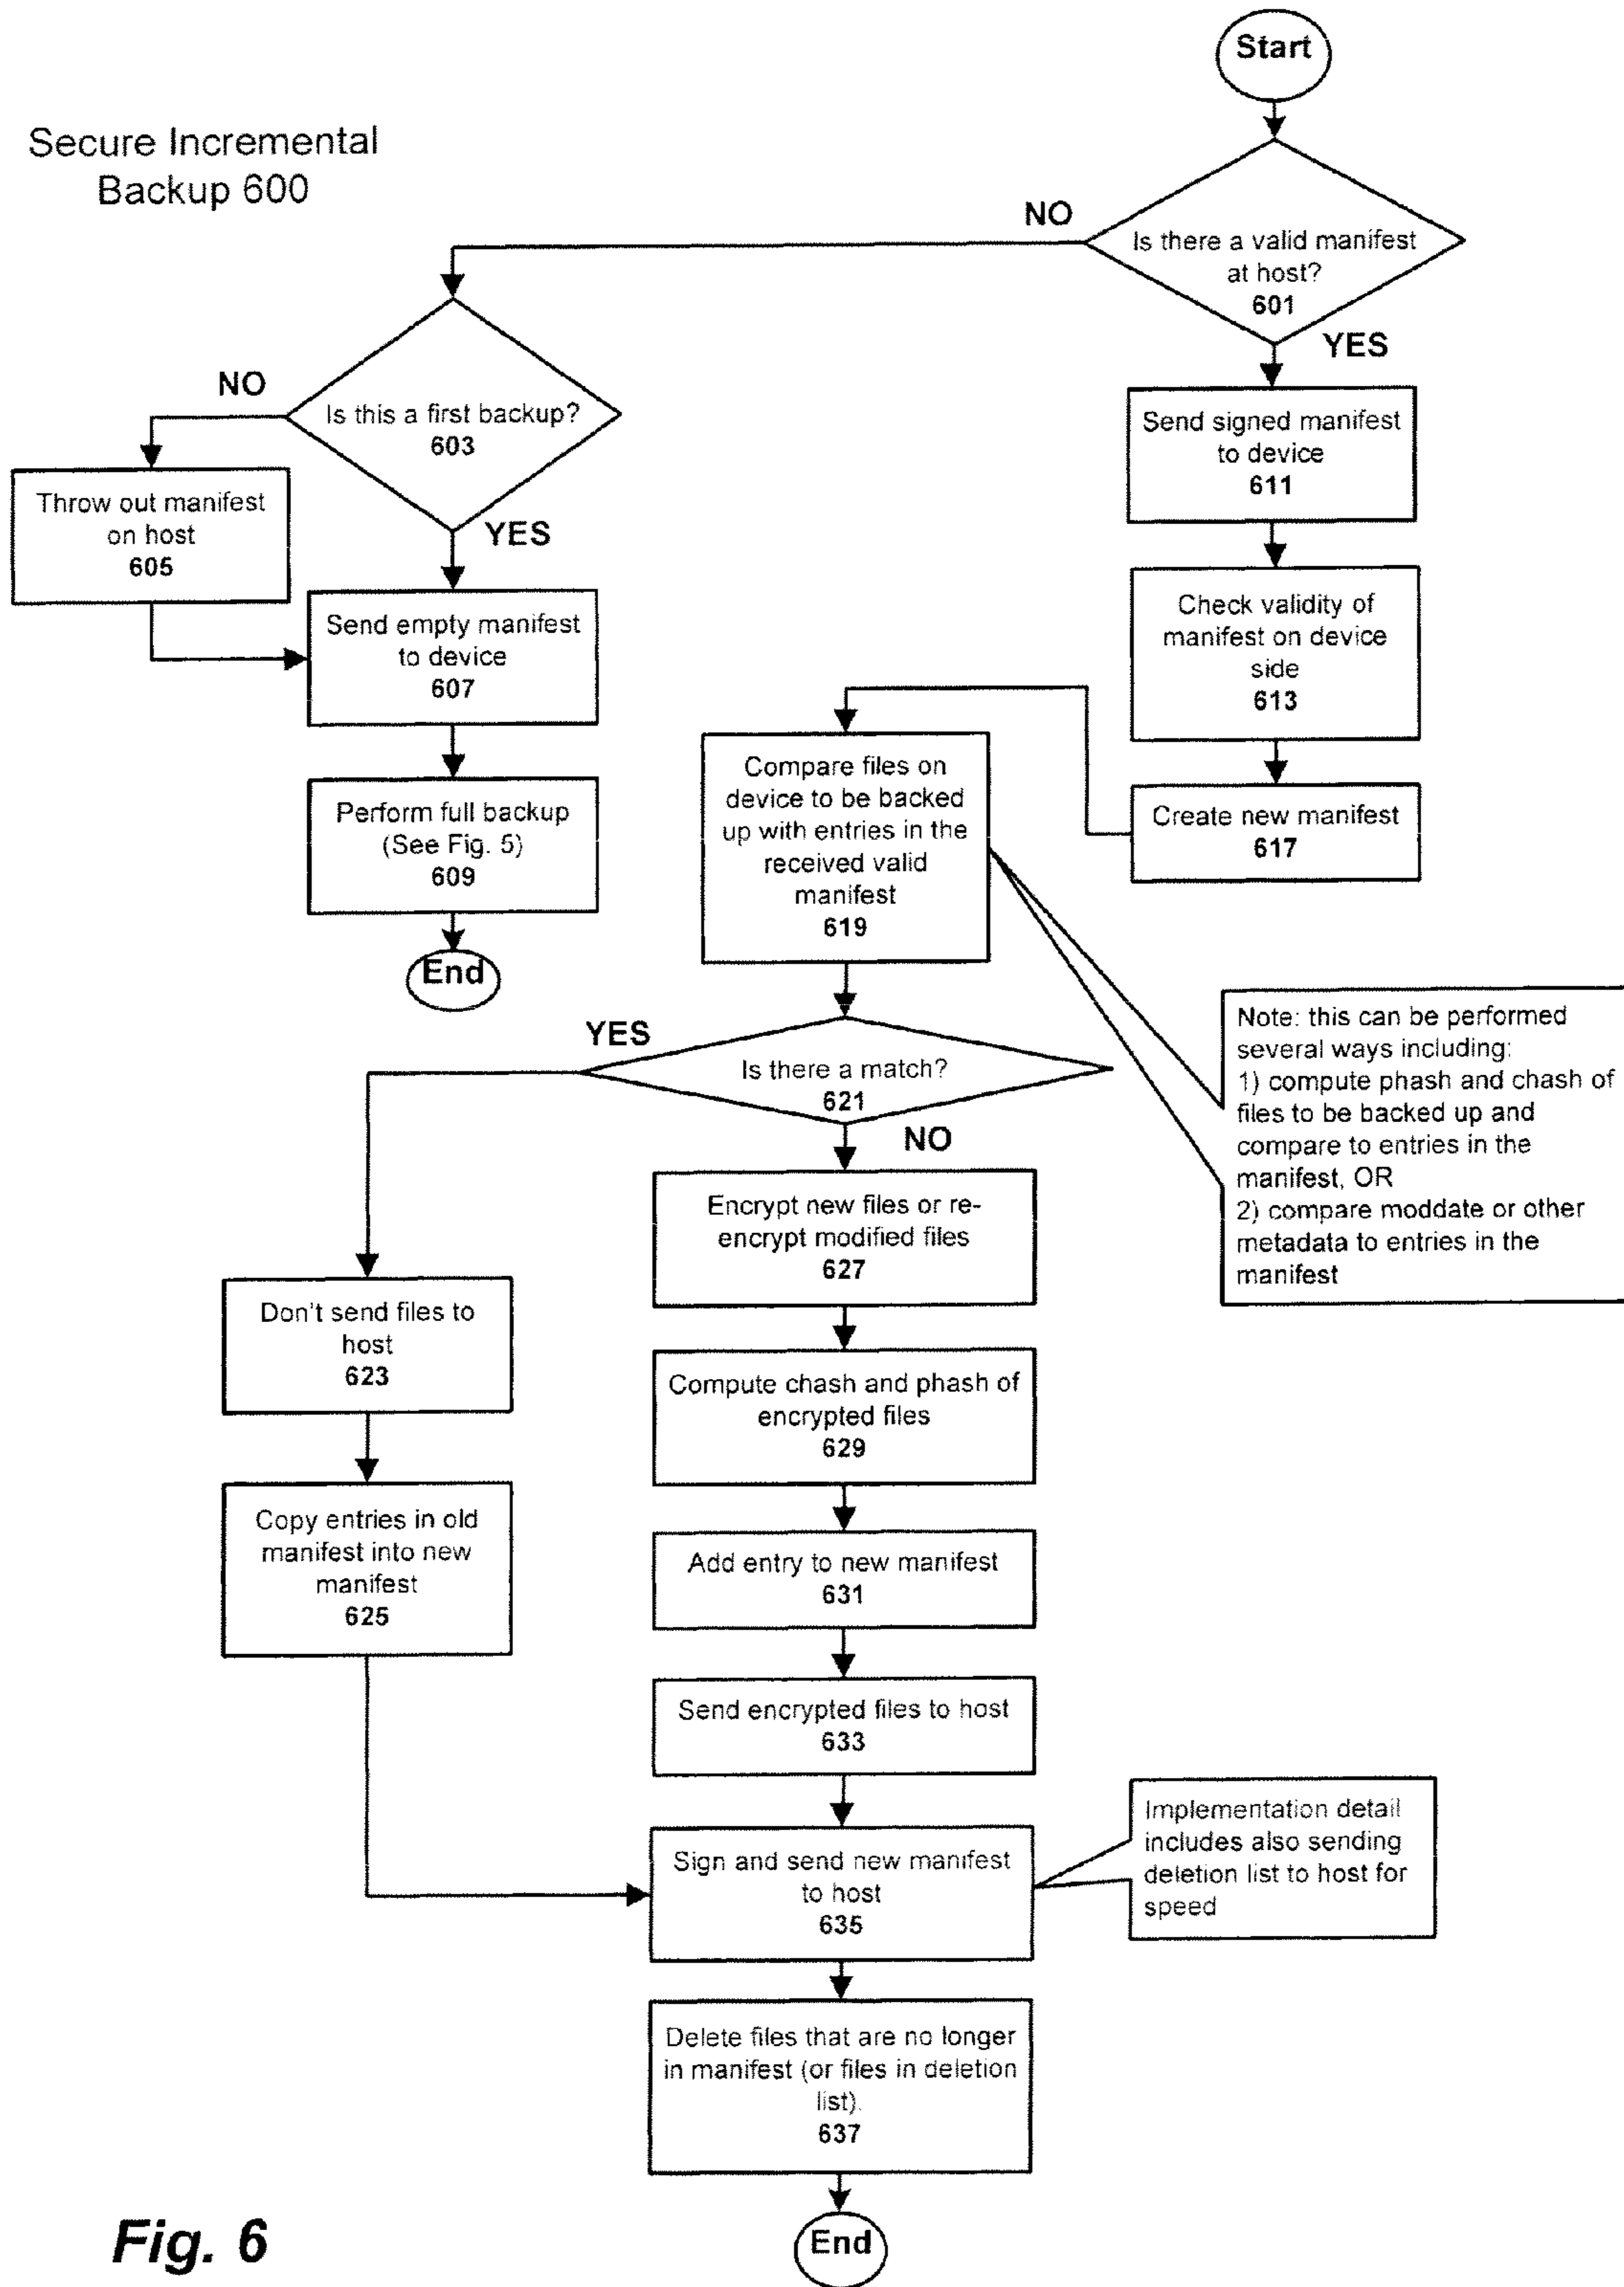 Start
Secure Incremental
Backup 600
NO
Is there a valid manifest
at host?
601
YES
NO
Is this a first backup?
603
YES
Send signed manifest
to device
611
Throw out manifest
on host
605
Send empty manifest
to device
607
Check validity of
manifest on device
side
613
Perform full backup
(See Fig. 5)
609
End
Create new manifest
617
Compare files on
device to be backed
up with entries in the
received valid
manifest
619
Note: this can be performed
several ways including:
1) compute phash and chash of
files to be backed up and
compare to entries in the
manifest, OR
2) compare moddate or other
metadata to entries in the
manifest
YES
Is there a match?
621
NO
Don't send files to
host
623
Copy entries in old
manifest into new
manifest
625
Encrypt new files or re-
encrypt modified files
627
Compute chash and phash of
encrypted files
629
Add entry to new manifest
631
Send encrypted files to host
633
Sign and send new manifest
to host
635
Implementation detail
includes also sending
deletion list to host for
speed
Delete files that are no longer
in manifest (or files in deletion
list).
637
End
Fig. 6